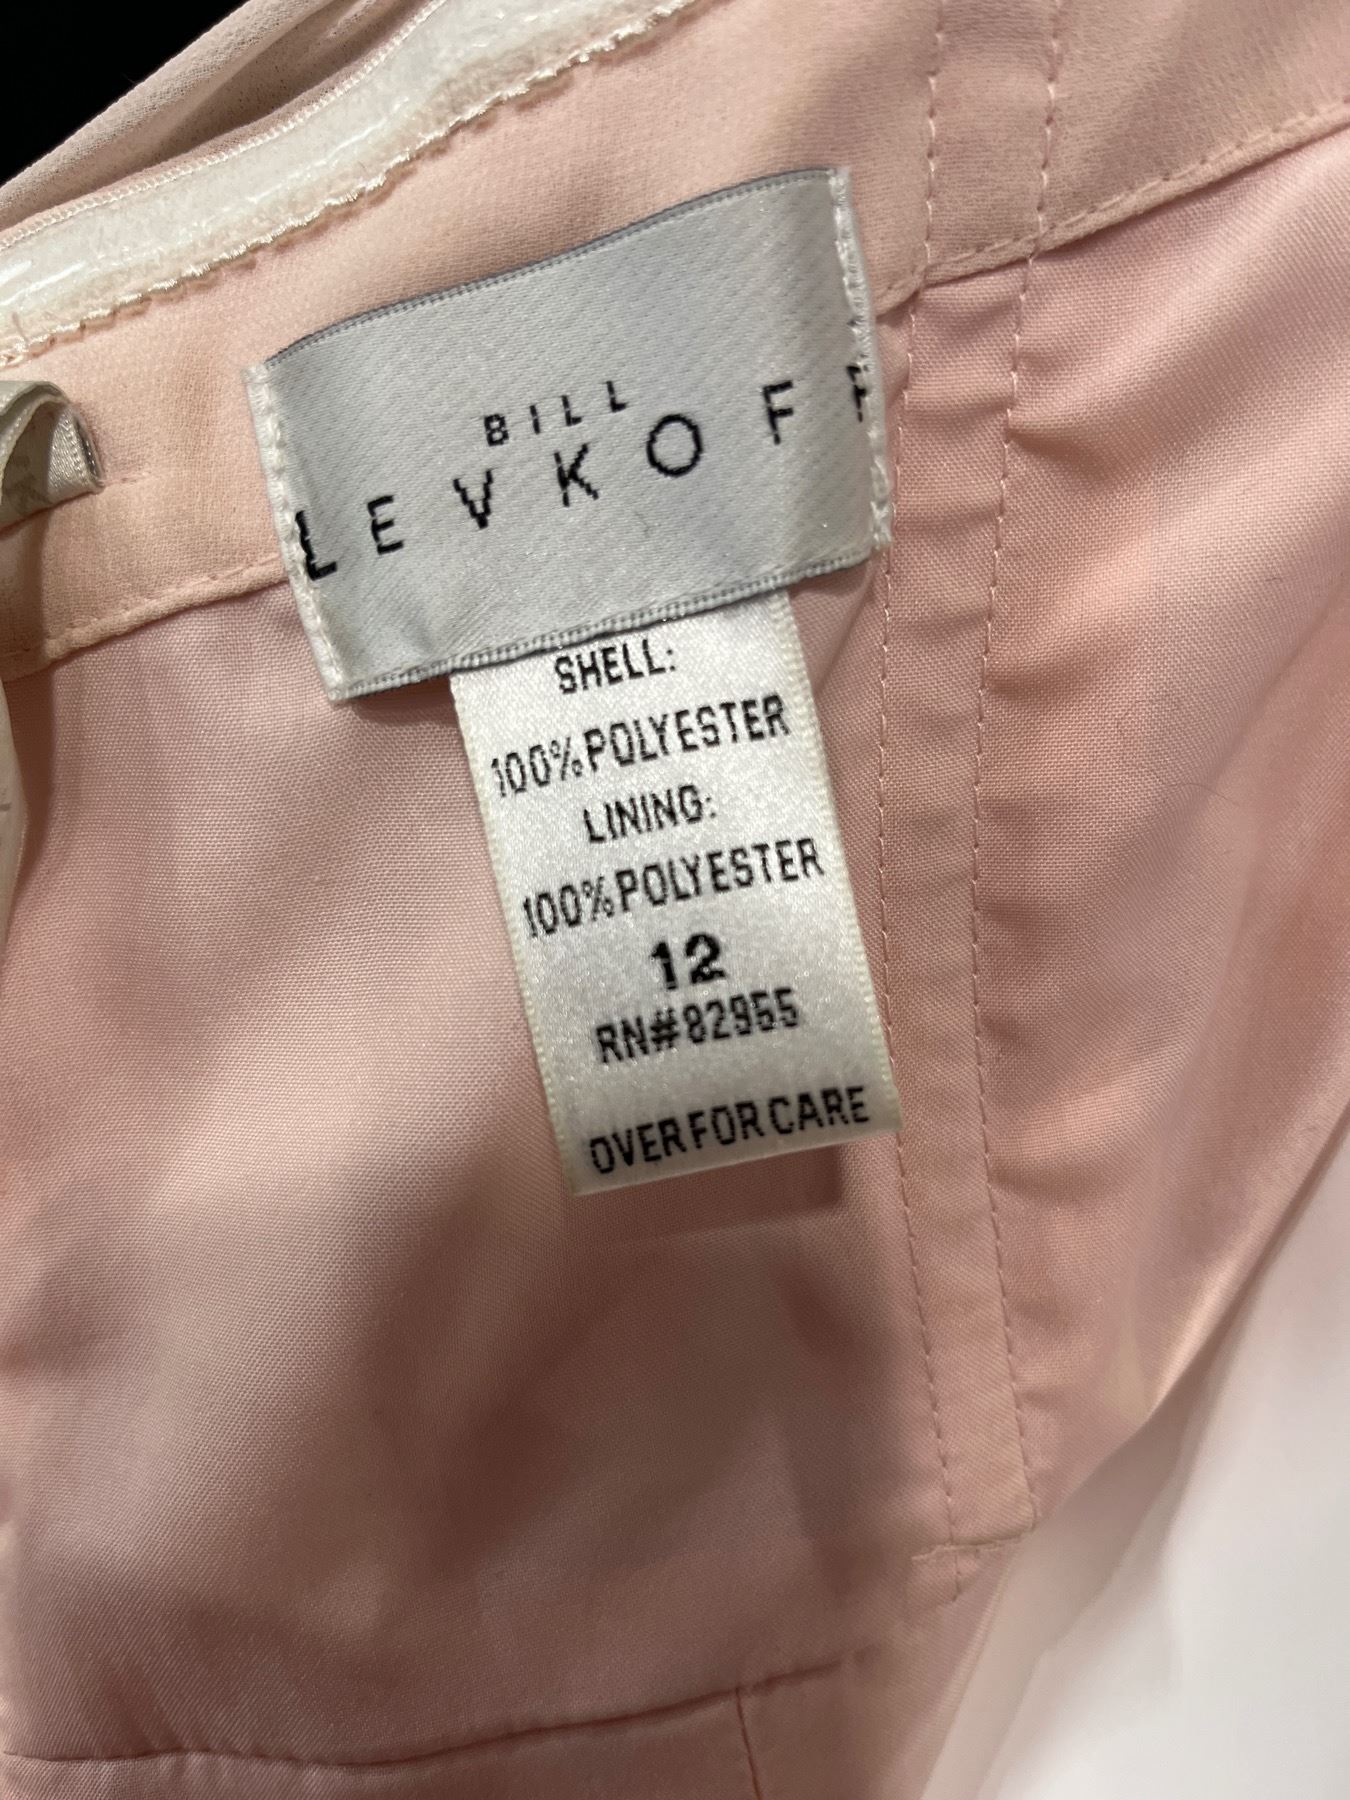 BILL
LEVKOFF
SHELL:
100% POLYESTER
LINING:
100% POLYESTER
12
RN#82955
OVER FOR CARE